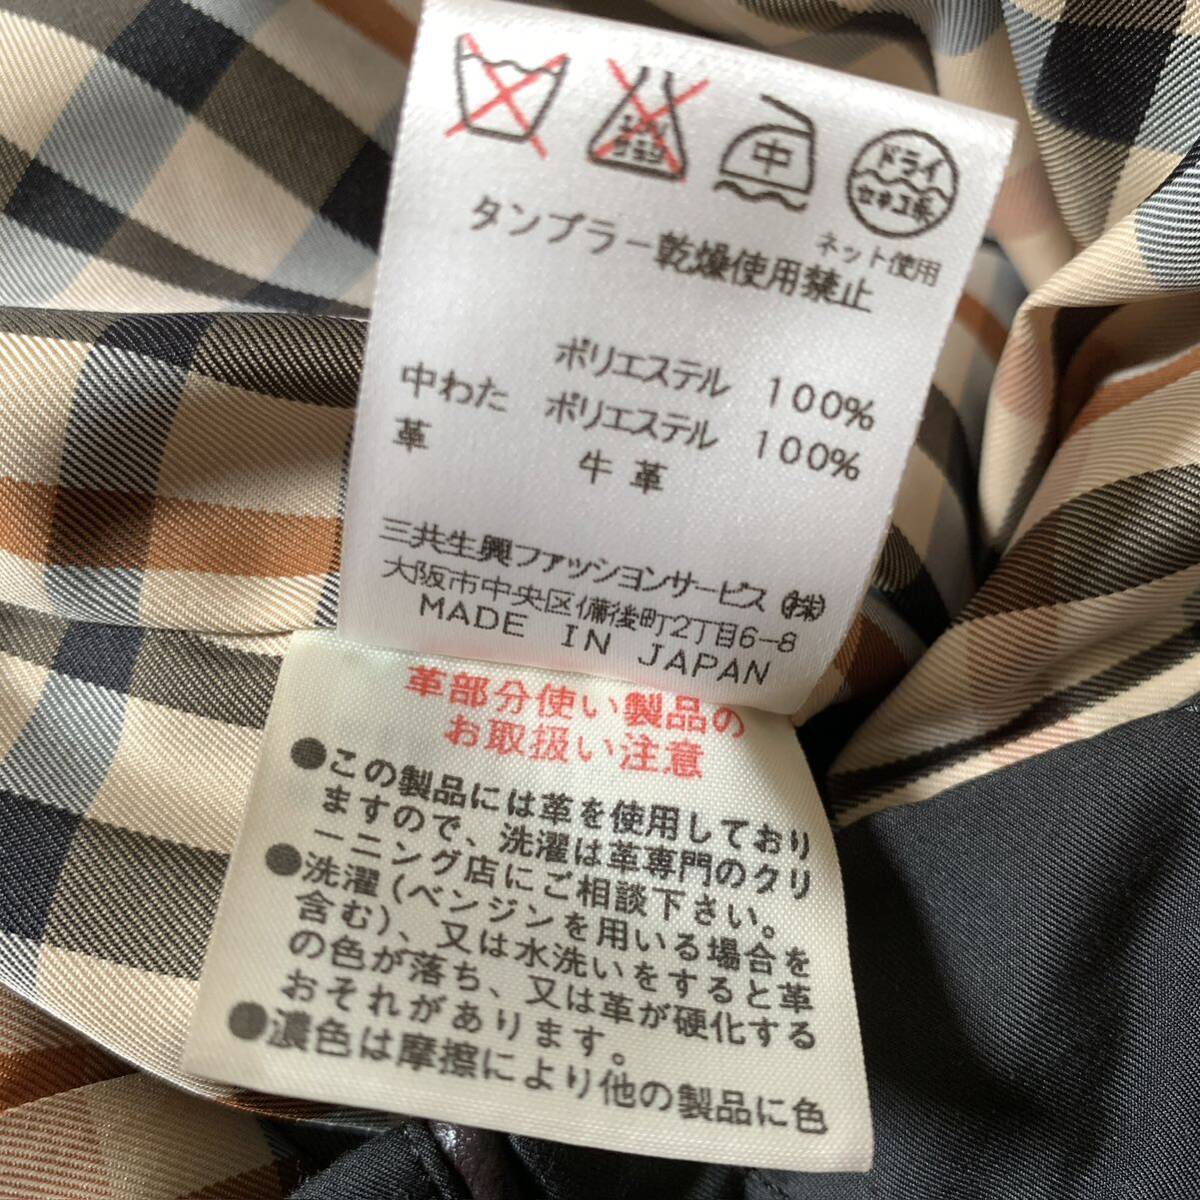 エンソ
サラシ
中
ドライ
セキユ系
ネット使用
タンブラー乾燥使用禁止
ポリエステル 100%
中わた ポリエステル 100%
革 牛革
三共生興ファッションサービス(株)
大阪市中央区備後町2丁目6-8
MADE IN JAPAN
革部分使い製品の
お取扱い注意
●この製品には革を使用しており
ますので、洗濯は革専門のクリ
ーニング店にご相談下さい。
●洗濯(ベンジンを用いる場合を
含む)、又は水洗いをすると革
の色が落ち、又は革が硬化する
おそれがあります。
●濃色は摩擦により他の製品に色